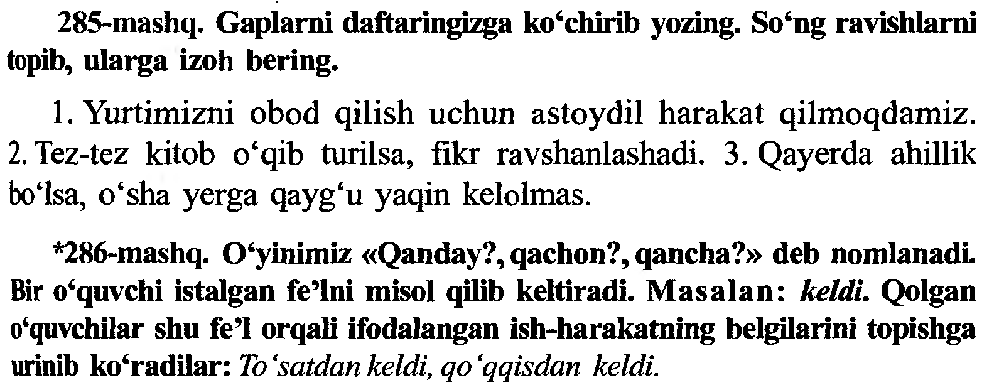 285-mashq. Gaplarni daftaringizga ko‘chirib yozing. So‘ng ravishlarni
topib, ularga izoh bering.
1. Yurtimizni obod qilish uchun astoydil harakat qilmoqdamiz.
2. Tez-tez kitob o‘qib turilsa, fikr ravshanlashadi. 3. Qayerda ahillik
bo‘lsa, o‘sha yerga qayg‘u yaqin kelolmas.
*286-mashq. O‘yinimiz «Qanday?, qachon?, qancha?» deb nomlanadi.
Bir o‘quvchi istalgan fe’lni misol qilib keltiradi. Masalan: keldi. Qolgan
o‘quvchilar shu fe’l orqali ifodalangan ish-harakatning belgilarini topishga
urinib ko‘radilar: To‘satdan keldi, qo‘qqisdan keldi.